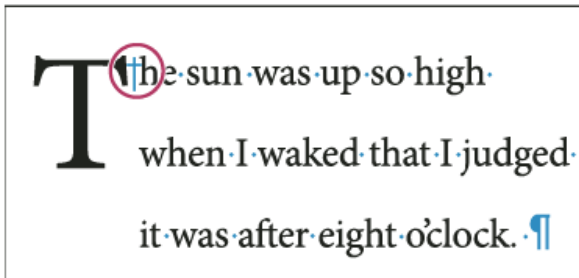 The sun was up so high
when I waked that I judged
it was after eight o’clock. ¶